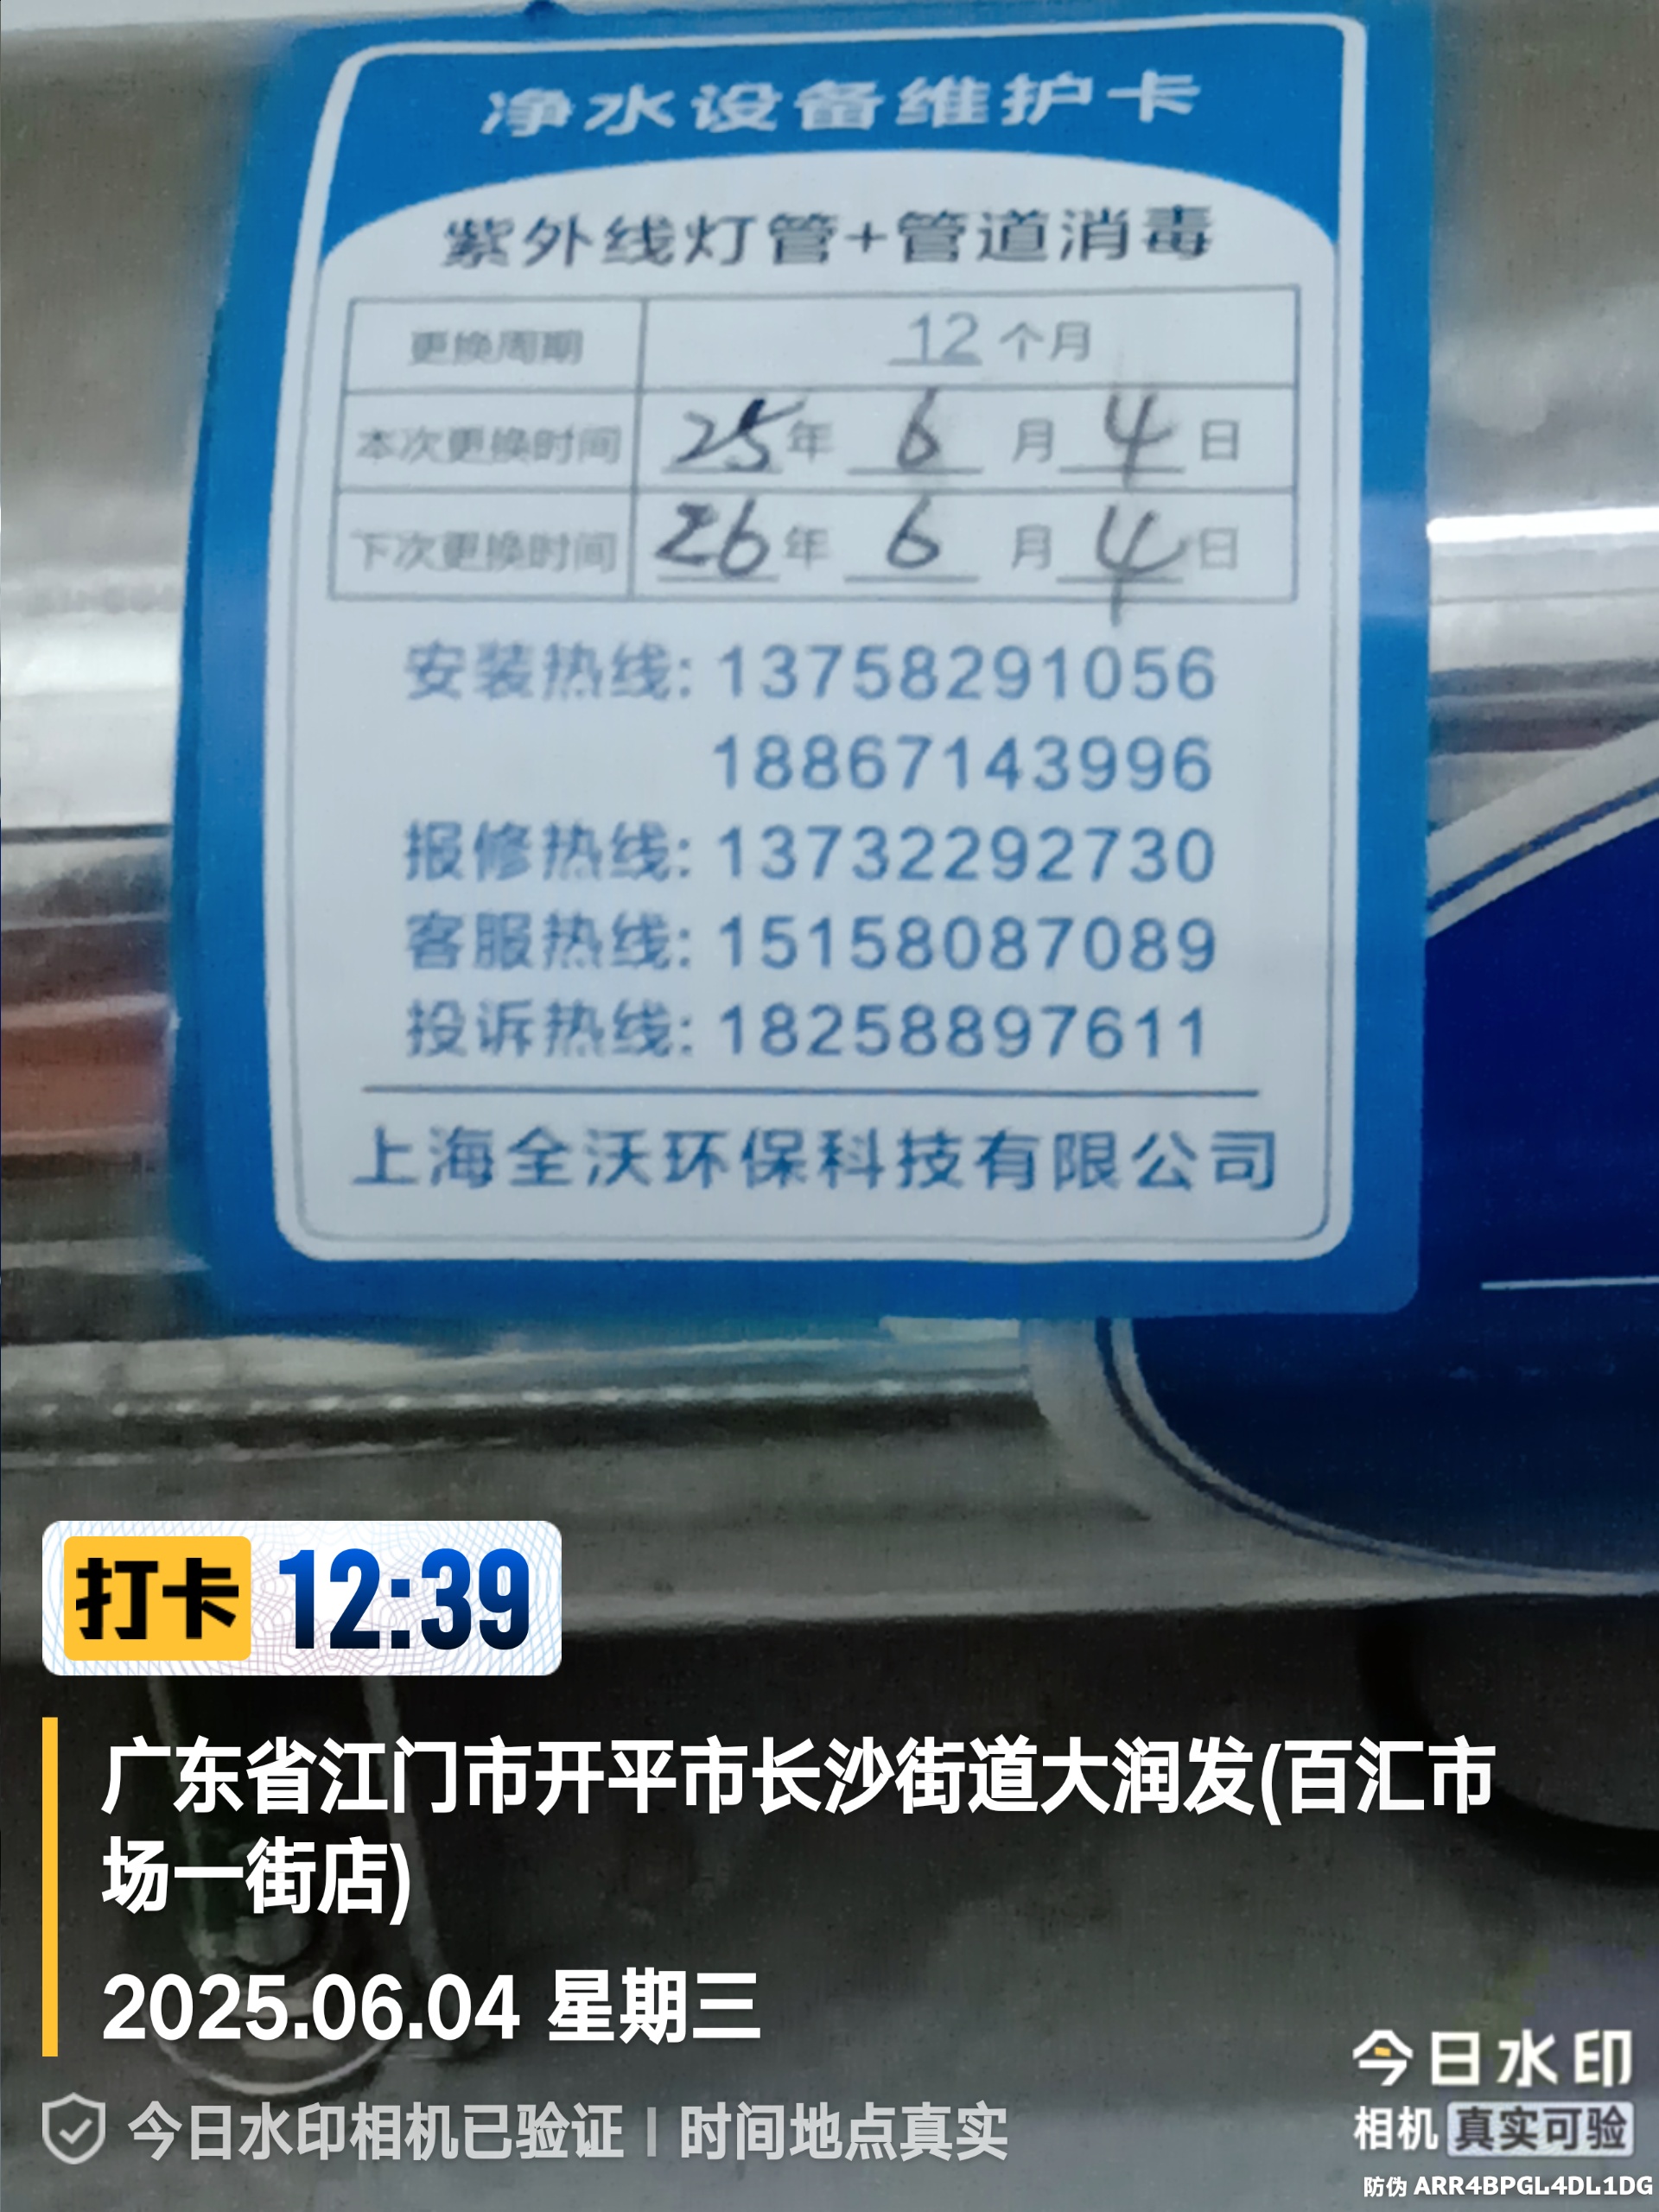 净水设备维护卡
紫外线灯管+管道消毒
更换周期 12 个月
本次更换时间 25年 6 月 4 日
下次更换时间 26年 6 月 4 日
安装热线: 13758291056
18867143996
报修热线: 13732292730
客服热线: 15158087089
投诉热线: 18258897611
上海全沃环保科技有限公司
打卡 12:39
广东省江门市开平市长沙街道大润发(百汇市
场一街店)
2025.06.04 星期三
今日水印相机已验证 | 时间地点真实
今日水印
相机 真实可验
防伪 ARR4BPGL4DL1DG